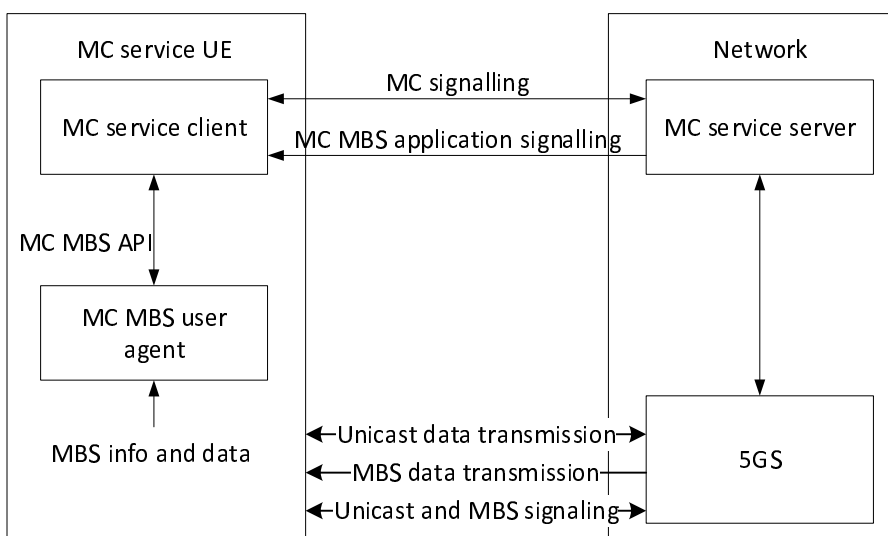 MC service UE
Network
MC service client
MC signalling
MC service server
MC MBS application signalling
MC MBS API
MC MBS user
agent
MBS info and data
Unicast data transmission
MBS data transmission
Unicast and MBS signaling
5GS